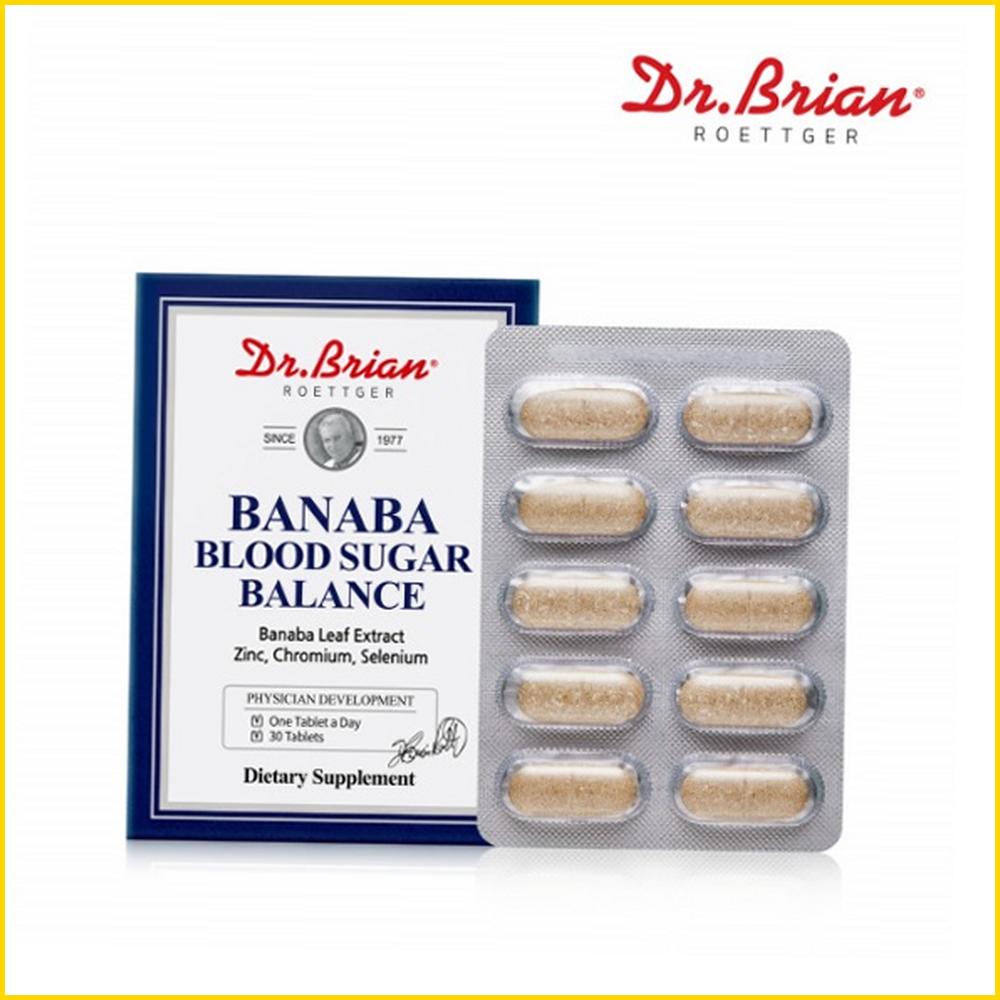 Dr.Brian®
ROETTGER
Dr.Brian®
ROETTGER
SINCE 1977
BANABA
BLOOD SUGAR
BALANCE
Banaba Leaf Extract
Zinc, Chromium, Selenium
PHYSICIAN DEVELOPMENT
One Tablet a Day
30 Tablets
Dietary Supplement